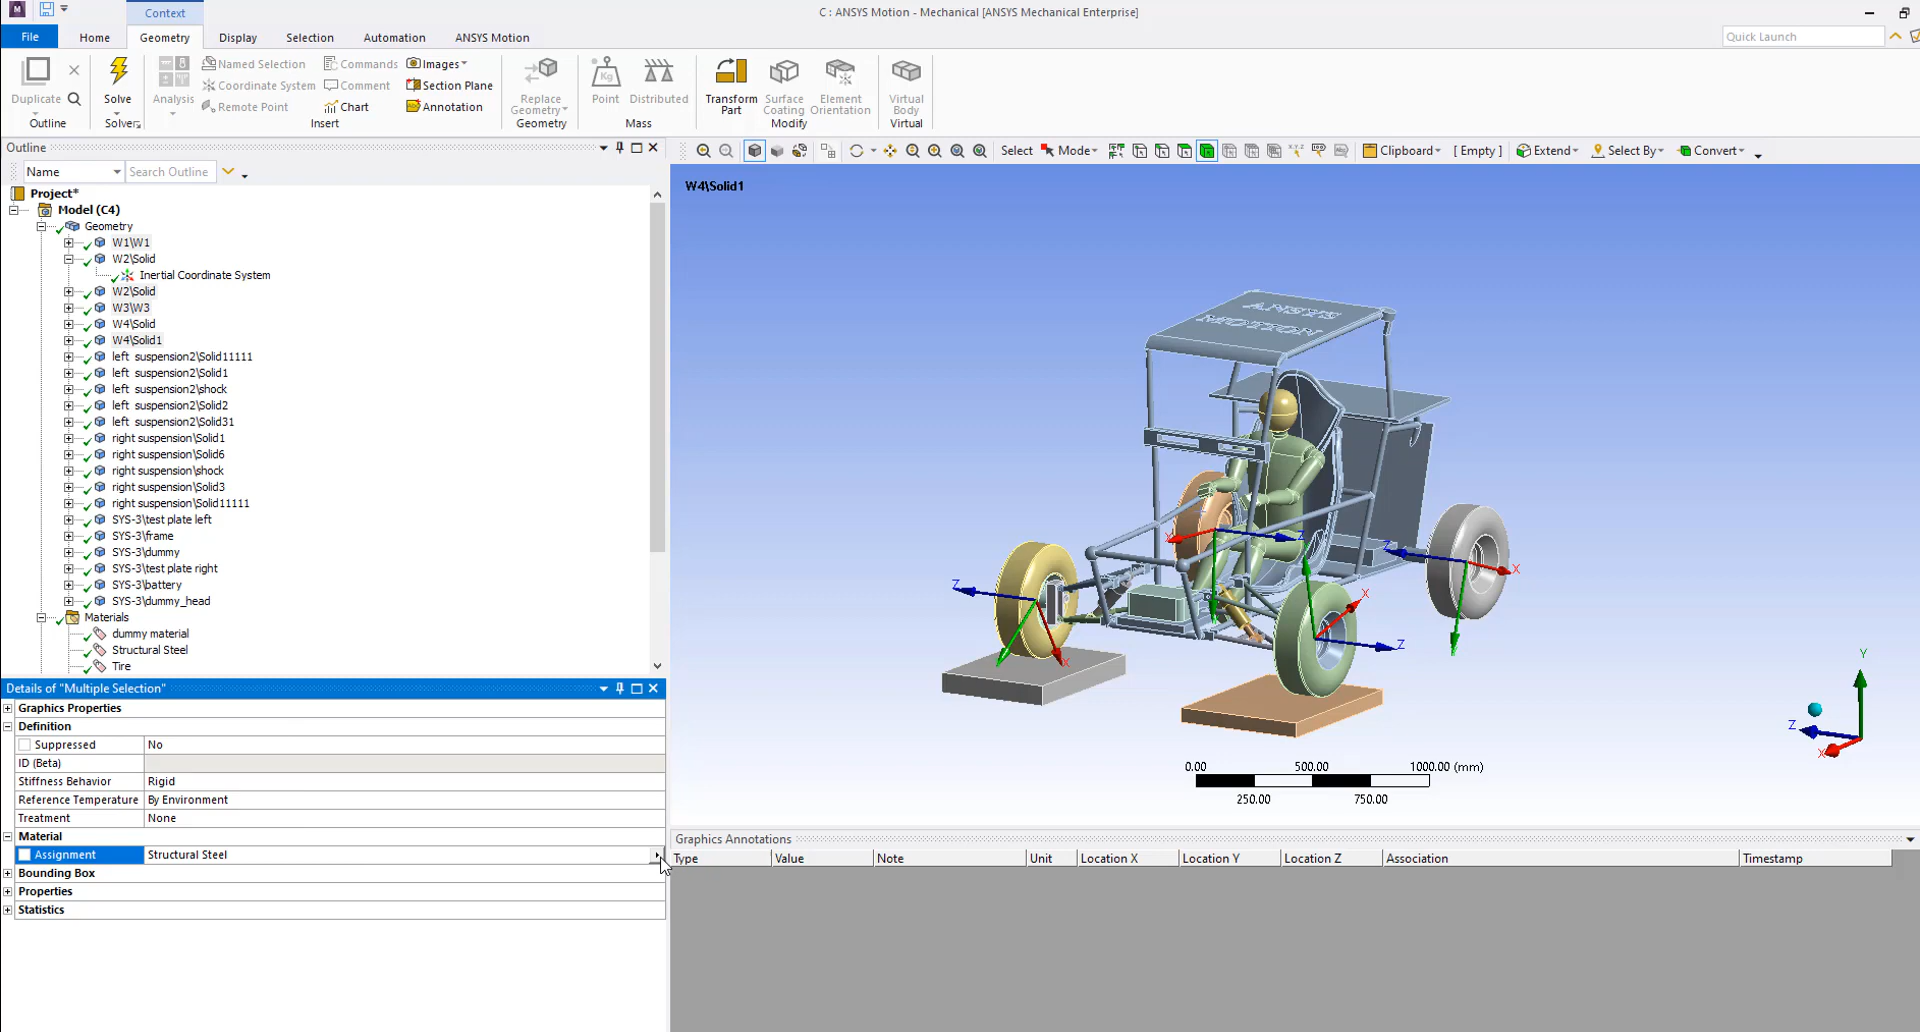 Context
C : ANSYS Motion - Mechanical [ANSYS Mechanical Enterprise]
File
Home
Geometry
Display
Selection
Automation
ANSYS Motion
Quick Launch
Duplicate
Outline
Solve
Solver
Analysis
Named Selection
Coordinate System
Remote Point
Commands
Comment
Chart
Insert
Images
Section Plane
Annotation
Replace
Geometry
Geometry
Point
Distributed
Mass
Transform
Part
Surface
Coating
Element
Orientation
Modify
Virtual
Body
Virtual
Outline
Name
Search Outline
Project*
Model (C4)
Geometry
W1\W1
W2\Solid
Inertial Coordinate System
W2\Solid
W3\W3
W4\Solid
W4\Solid1
left suspension2\Solid11111
left suspension2\Solid1
left suspension2\shock
left suspension2\Solid2
left suspension2\Solid31
right suspension\Solid1
right suspension\Solid6
right suspension\shock
right suspension\Solid3
right suspension\Solid11111
SYS-3\test plate left
SYS-3\frame
SYS-3\dummy
SYS-3\test plate right
SYS-3\battery
SYS-3\dummy_head
Materials
dummy material
Structural Steel
Tire
Details of "Multiple Selection"
Graphics Properties
Definition
Suppressed No
ID (Beta)
Stiffness Behavior Rigid
Reference Temperature By Environment
Treatment None
Material
Assignment Structural Steel
Bounding Box
Properties
Statistics
Select Mode Clipboard [ Empty ] Extend Select By Convert
W4\Solid1
ANSYS
MOTION
Z
X
X
Z
Z
X
X
Z
Y
Z
X
0.00 500.00 1000.00 (mm)
250.00 750.00
Graphics Annotations
Type Value Note Unit Location X Location Y Location Z Association Timestamp